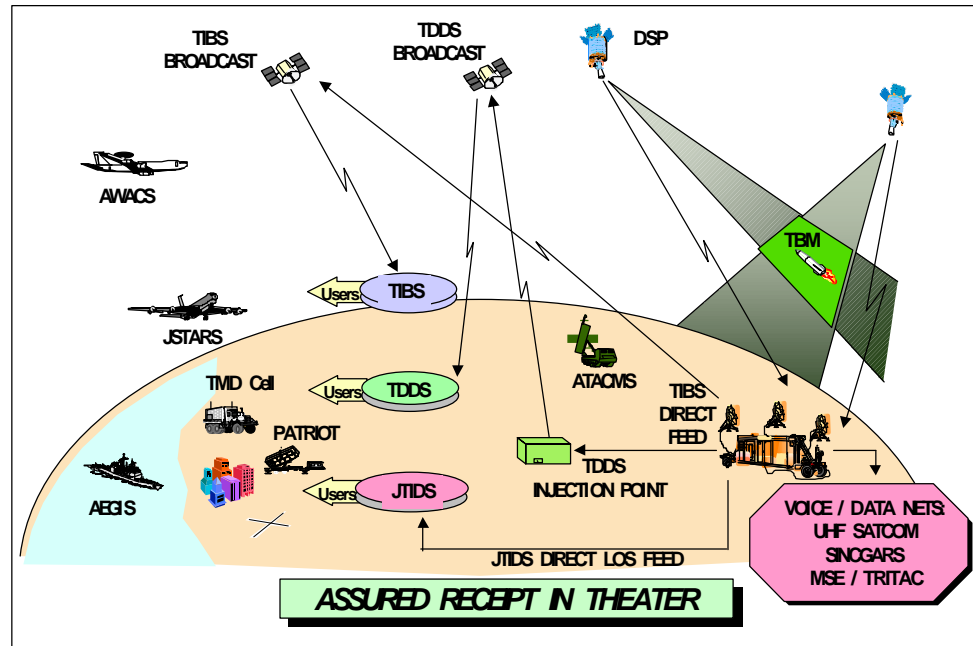 TIBS
BROADCAST
TDDS
BROADCAST
DSP
AWACS
TBM
Users
TIBS
JSTARS
ATACMS
TMD Cell
Users
TDDS
TIBS
DIRECT
FEED
PATRIOT
TDDS
INJECTION POINT
AEGIS
Users
JTIDS
VOICE / DATA NETS:
UHF SATCOM
SINCGARS
MSE / TRITAC
JTIDS DIRECT LOS FEED
ASSURED RECEIPT IN THEATER